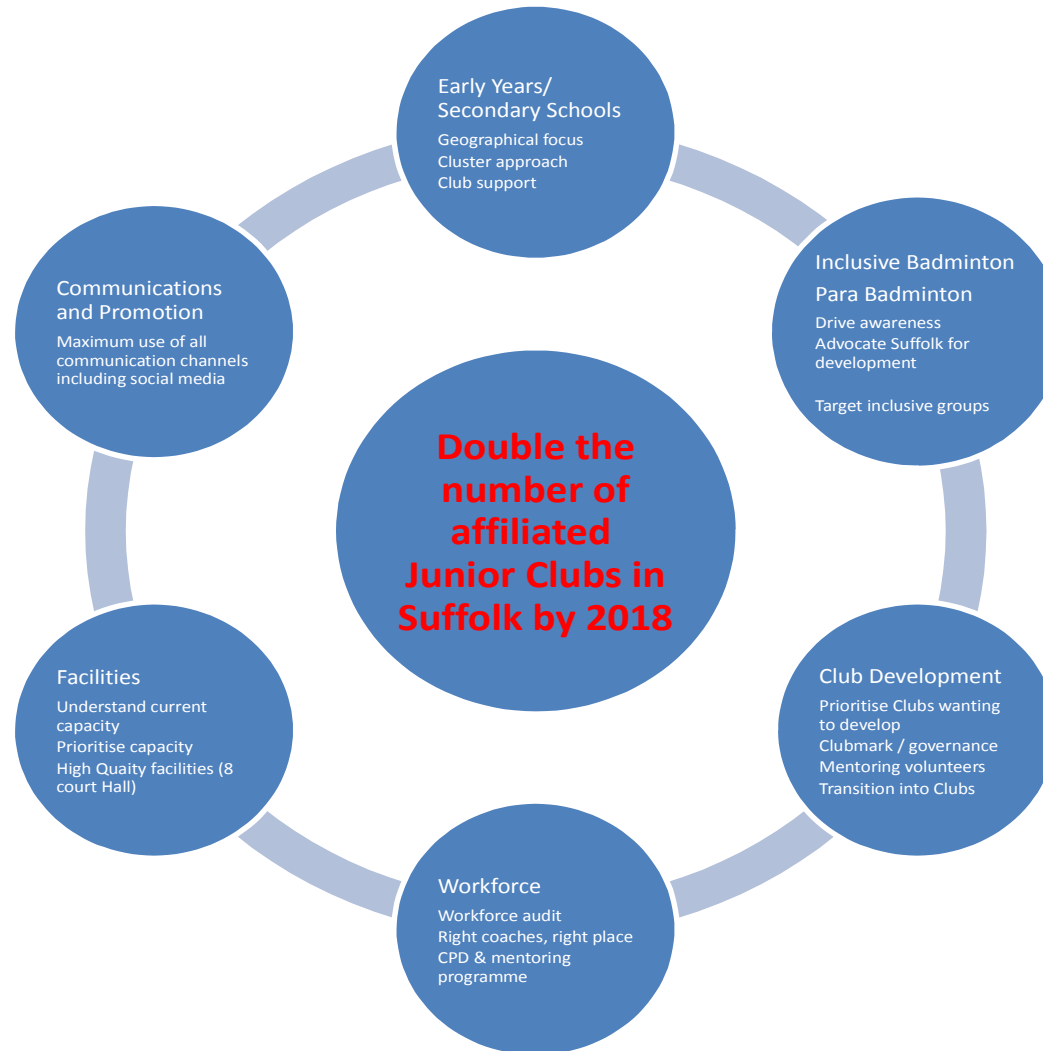 Early Years/
Secondary Schools
Geographical focus
Cluster approach
Club support
Inclusive Badminton
Para Badminton
Drive awareness
Advocate Suffolk for
development
Target inclusive groups
Club Development
Prioritise Clubs wanting
to develop
Clubmark / governance
Mentoring volunteers
Transition into Clubs
Workforce
Workforce audit
Right coaches, right place
CPD & mentoring
programme
Facilities
Understand current
capacity
Prioritise capacity
High Quaity facilities (8
court Hall)
Communications
and Promotion
Maximum use of all
communication channels
including social media
Double the
number of
affiliated
Junior Clubs in
Suffolk by 2018